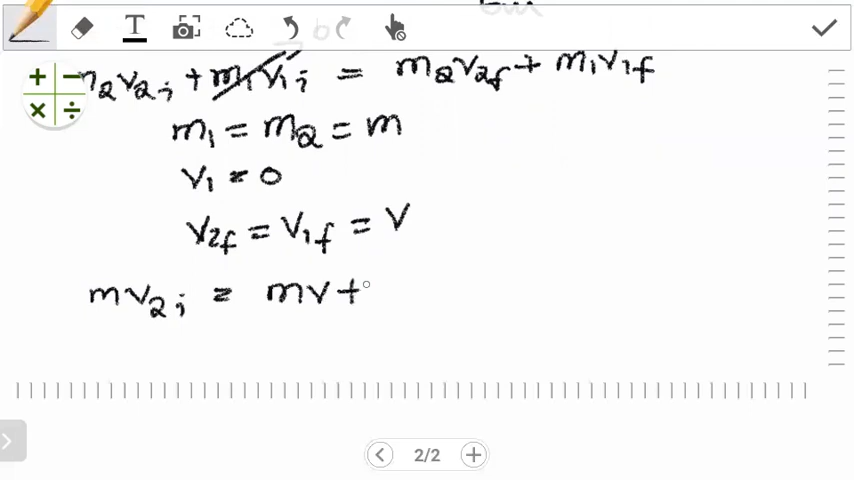 m₂v₂ᵢ + m₁v₁ᵢ = m₂v₂f + m₁v₁f
m₁ = m₂ = m
v₁ = 0
v₂f = v₁f = v
mv₂ᵢ = mv +
2/2